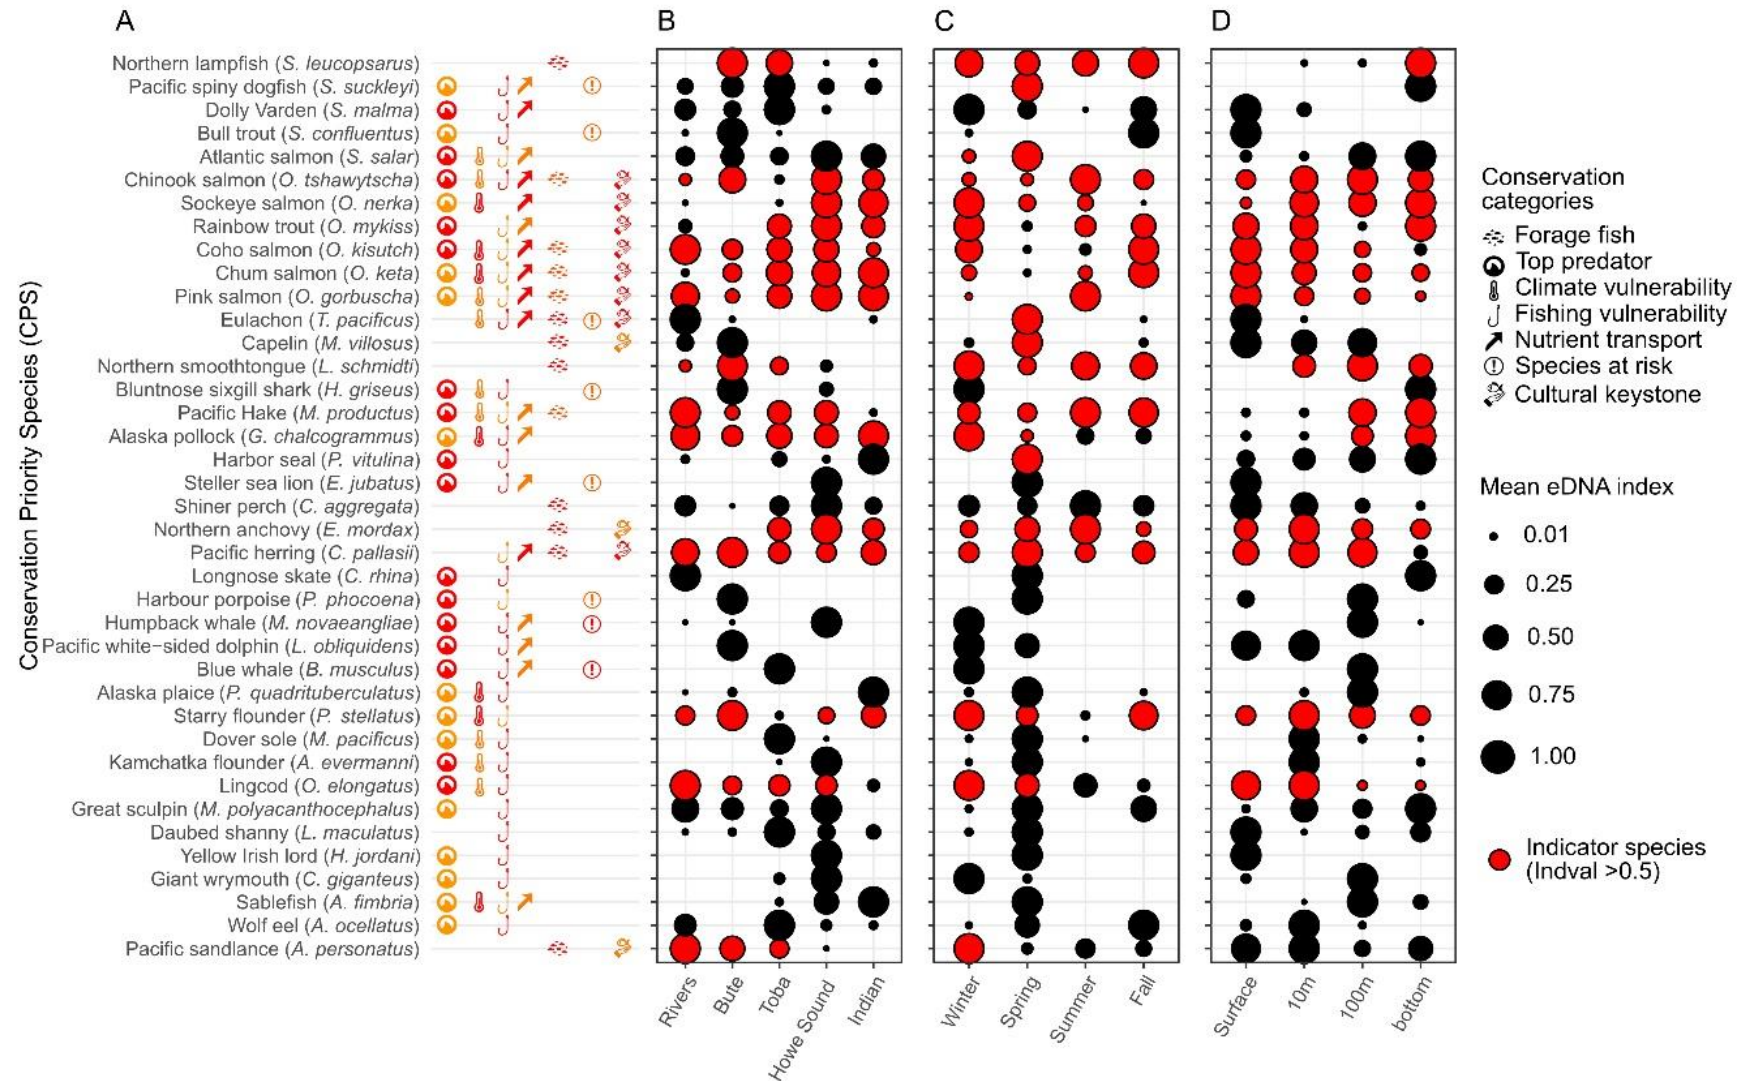 A B C D
Conservation Priority Species (CPS)
Northern lampfish (S. leucopsarus)
Pacific spiny dogfish (S. suckleyi)
Dolly Varden (S. malma)
Bull trout (S. confluentus)
Atlantic salmon (S. salar)
Chinook salmon (O. tshawytscha)
Sockeye salmon (O. nerka)
Rainbow trout (O. mykiss)
Coho salmon (O. kisutch)
Chum salmon (O. keta)
Pink salmon (O. gorbuscha)
Eulachon (T. pacificus)
Capelin (M. villosus)
Northern smoothtongue (L. schmidti)
Bluntnose sixgill shark (H. griseus)
Pacific Hake (M. productus)
Alaska pollock (G. chalcogrammus)
Harbor seal (P. vitulina)
Steller sea lion (E. jubatus)
Shiner perch (C. aggregata)
Northern anchovy (E. mordax)
Pacific herring (C. pallasii)
Longnose skate (C. rhina)
Harbour porpoise (P. phocoena)
Humpback whale (M. novaeangliae)
Pacific white−sided dolphin (L. obliquidens)
Blue whale (B. musculus)
Alaska plaice (P. quadrituberculatus)
Starry flounder (P. stellatus)
Dover sole (M. pacificus)
Kamchatka flounder (A. evermanni)
Lingcod (O. elongatus)
Great sculpin (M. polyacanthocephalus)
Daubed shanny (L. maculatus)
Yellow Irish lord (H. jordani)
Giant wrymouth (C. giganteus)
Sablefish (A. fimbria)
Wolf eel (A. ocellatus)
Pacific sandlance (A. personatus)
Rivers Bute Toba Howe Sound Indian
Winter Spring Summer Fall
Surface 10m 100m bottom
Conservation
categories
Forage fish
Top predator
Climate vulnerability
Fishing vulnerability
Nutrient transport
Species at risk
Cultural keystone
Mean eDNA index
0.01
0.25
0.50
0.75
1.00
Indicator species
(Indval >0.5)